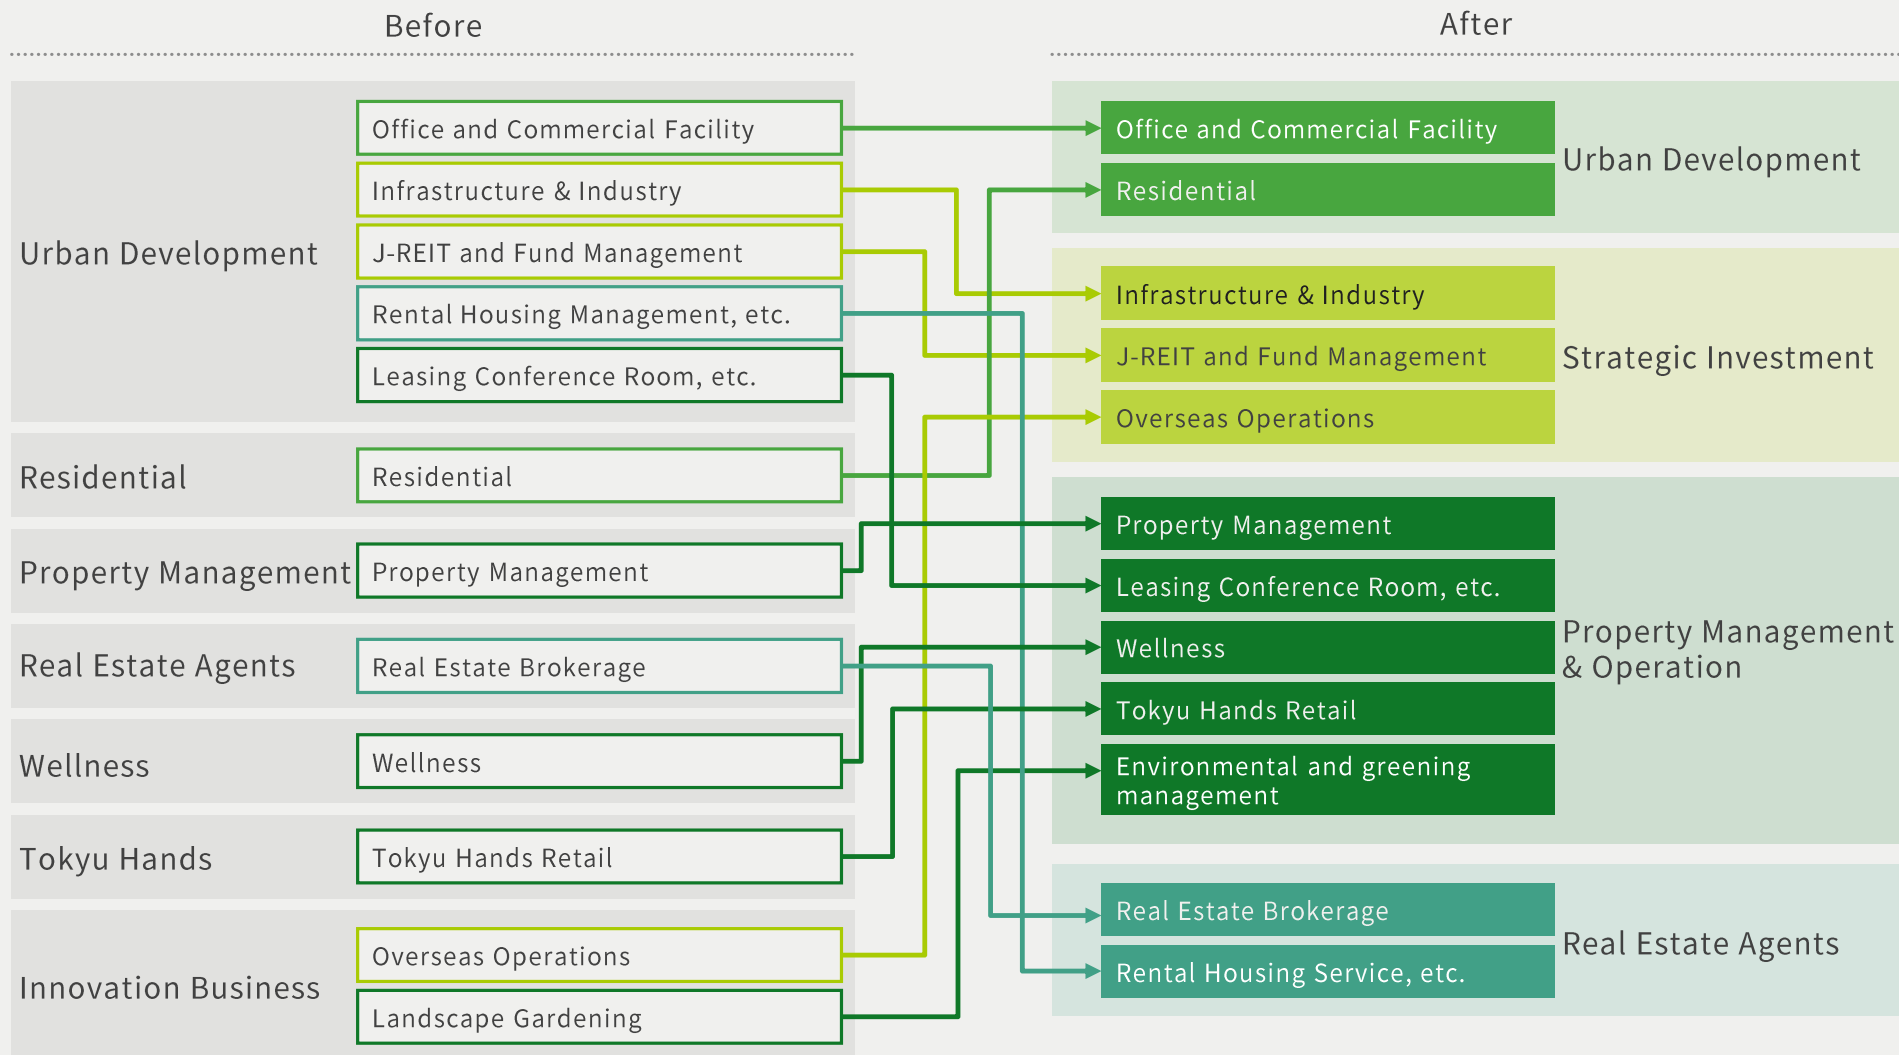 Before
After
Urban Development
Office and Commercial Facility
Infrastructure & Industry
J-REIT and Fund Management
Rental Housing Management, etc.
Leasing Conference Room, etc.
Residential
Residential
Property Management
Property Management
Real Estate Agents
Real Estate Brokerage
Wellness
Wellness
Tokyu Hands
Tokyu Hands Retail
Innovation Business
Overseas Operations
Landscape Gardening
Office and Commercial Facility
Residential
Urban Development
Infrastructure & Industry
J-REIT and Fund Management
Overseas Operations
Strategic Investment
Property Management
Leasing Conference Room, etc.
Wellness
Tokyu Hands Retail
Environmental and greening
management
Property Management
& Operation
Real Estate Brokerage
Rental Housing Service, etc.
Real Estate Agents